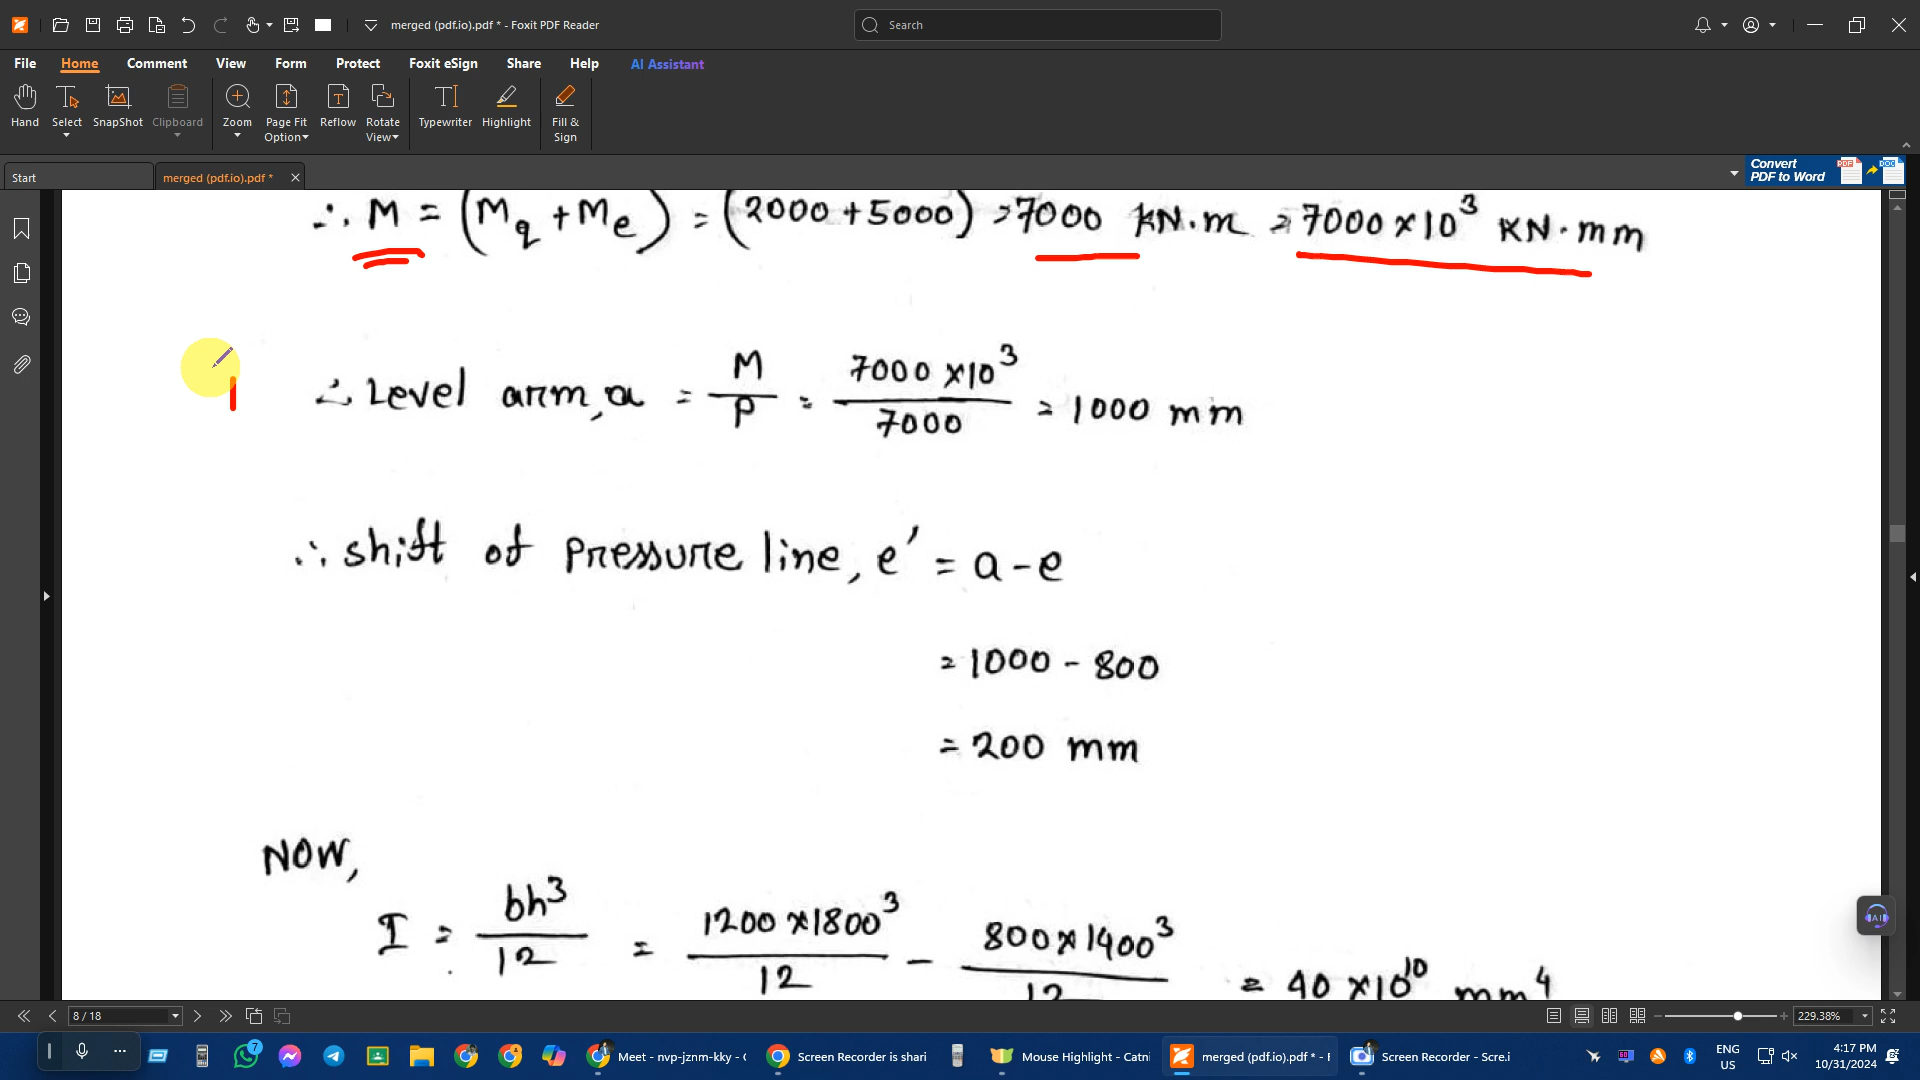 merged (pdf.io).pdf * - Foxit PDF Reader
Search
File Home Comment View Form Protect Foxit eSign Share Help AI Assistant
Hand Select SnapShot Clipboard Zoom Page Fit Option Reflow Rotate View Typewriter Highlight Fill & Sign
Start merged (pdf.io).pdf *
Convert PDF to Word
∴ M = (Mq + Me) = (2000 + 5000) = 7000 kN.m = 7000 × 10³ KN.mm
∴ Level arm, a = M/P = 7000 × 10³/7000 = 1000 mm
∴ shift of pressure line, e' = a - e
= 1000 - 800
= 200 mm
NOW,
I = bh³/12 = 1200 × 1800³/12 - 800 × 1400³/12 = 40 × 10¹⁰ mm⁴
AI
8 / 18
229.38%
7
Meet - nvp-jznm-kky - (
Screen Recorder is shari
Mouse Highlight - Catni
merged (pdf.io).pdf * - F
Screen Recorder - Scre.i
ENG US
4:17 PM
10/31/2024